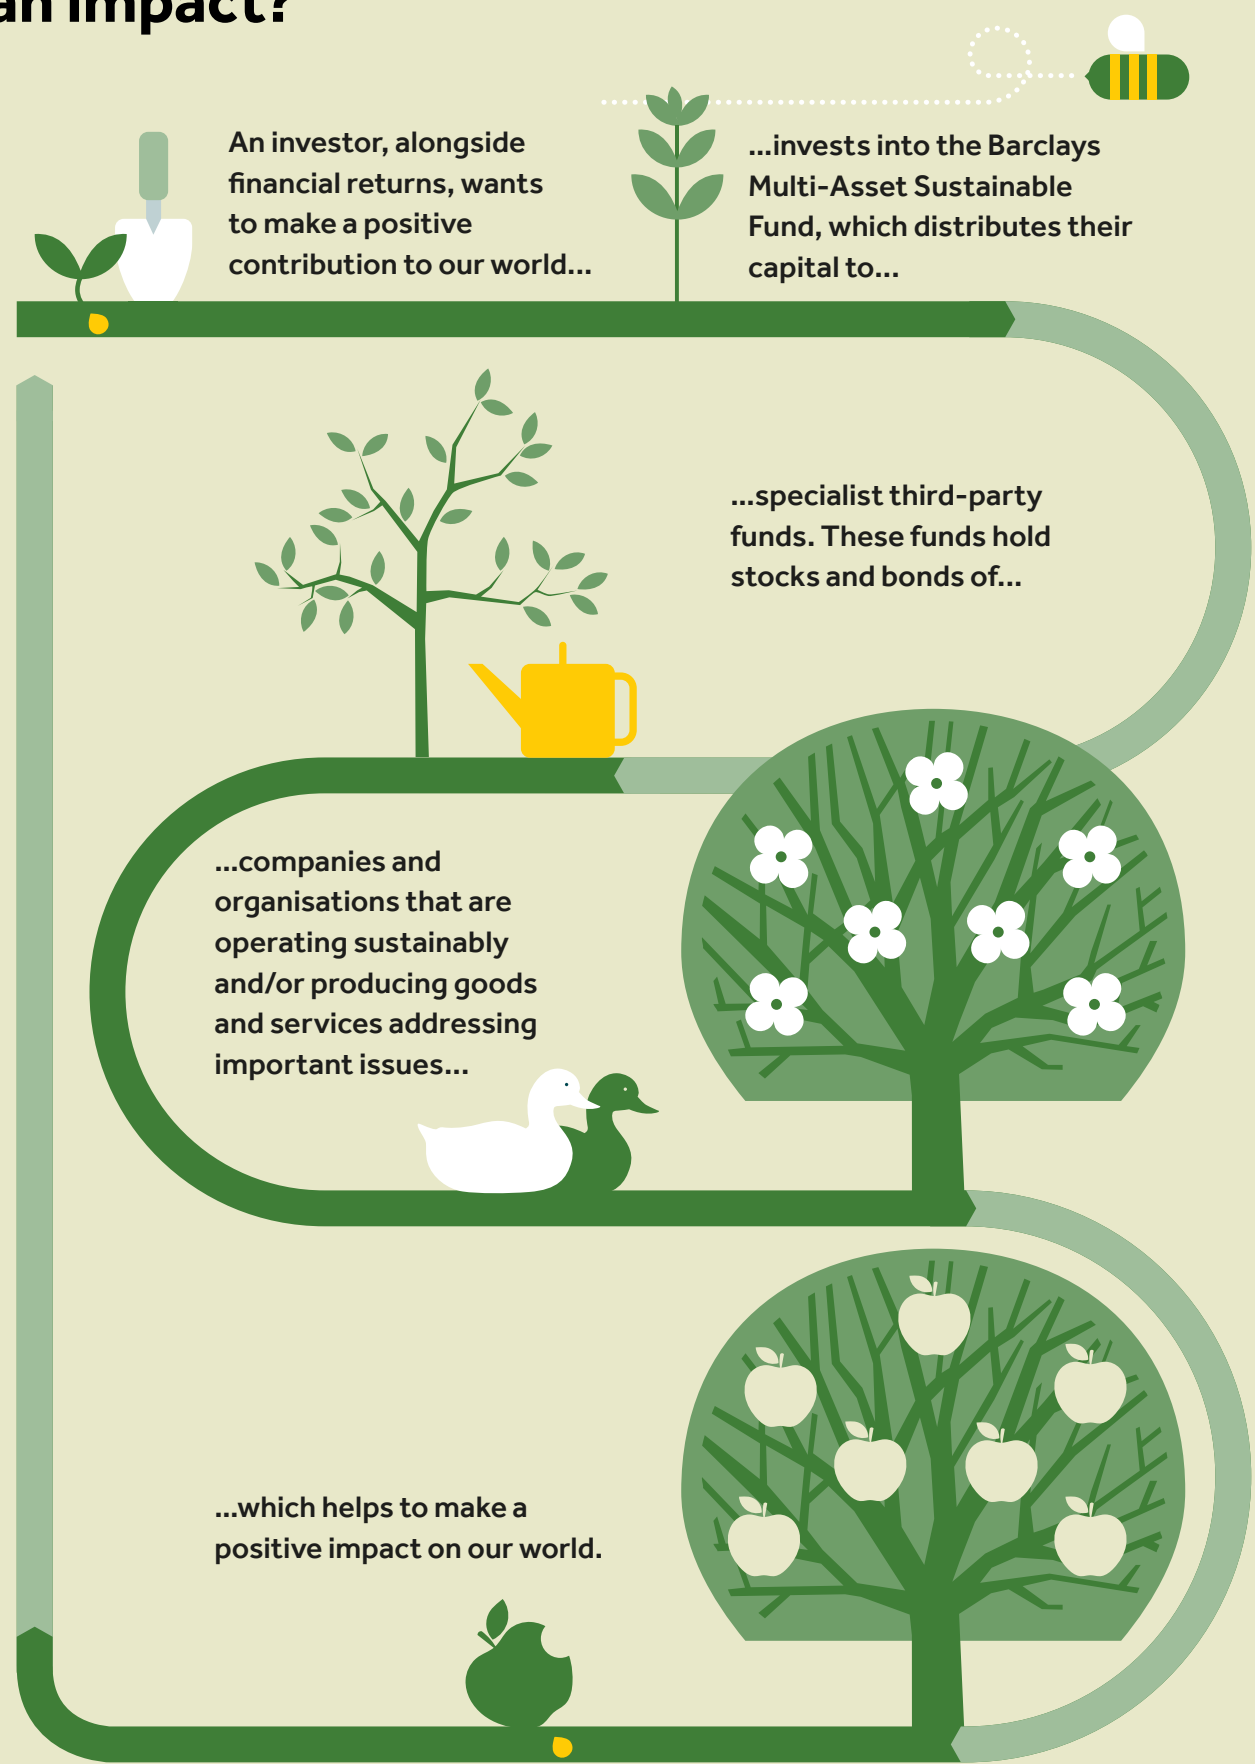 an impact?
An investor, alongside
financial returns, wants
to make a positive
contribution to our world...
...invests into the Barclays
Multi-Asset Sustainable
Fund, which distributes their
capital to...
...specialist third-party
funds. These funds hold
stocks and bonds of...
...companies and
organisations that are
operating sustainably
and/or producing goods
and services addressing
important issues...
...which helps to make a
positive impact on our world.